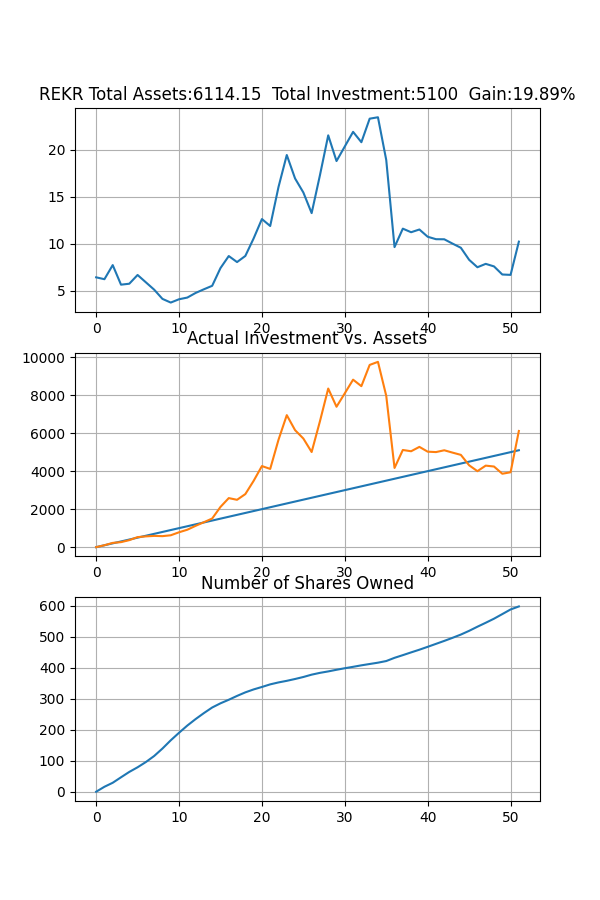 REKR Total Assets:6114.15  Total Investment:5100  Gain:19.89%
20
15
10
5
0 10 20 30 40 50
Actual Investment vs. Assets
10000
8000
6000
4000
2000
0
0 10 20 30 40 50
Number of Shares Owned
600
500
400
300
200
100
0
0 10 20 30 40 50